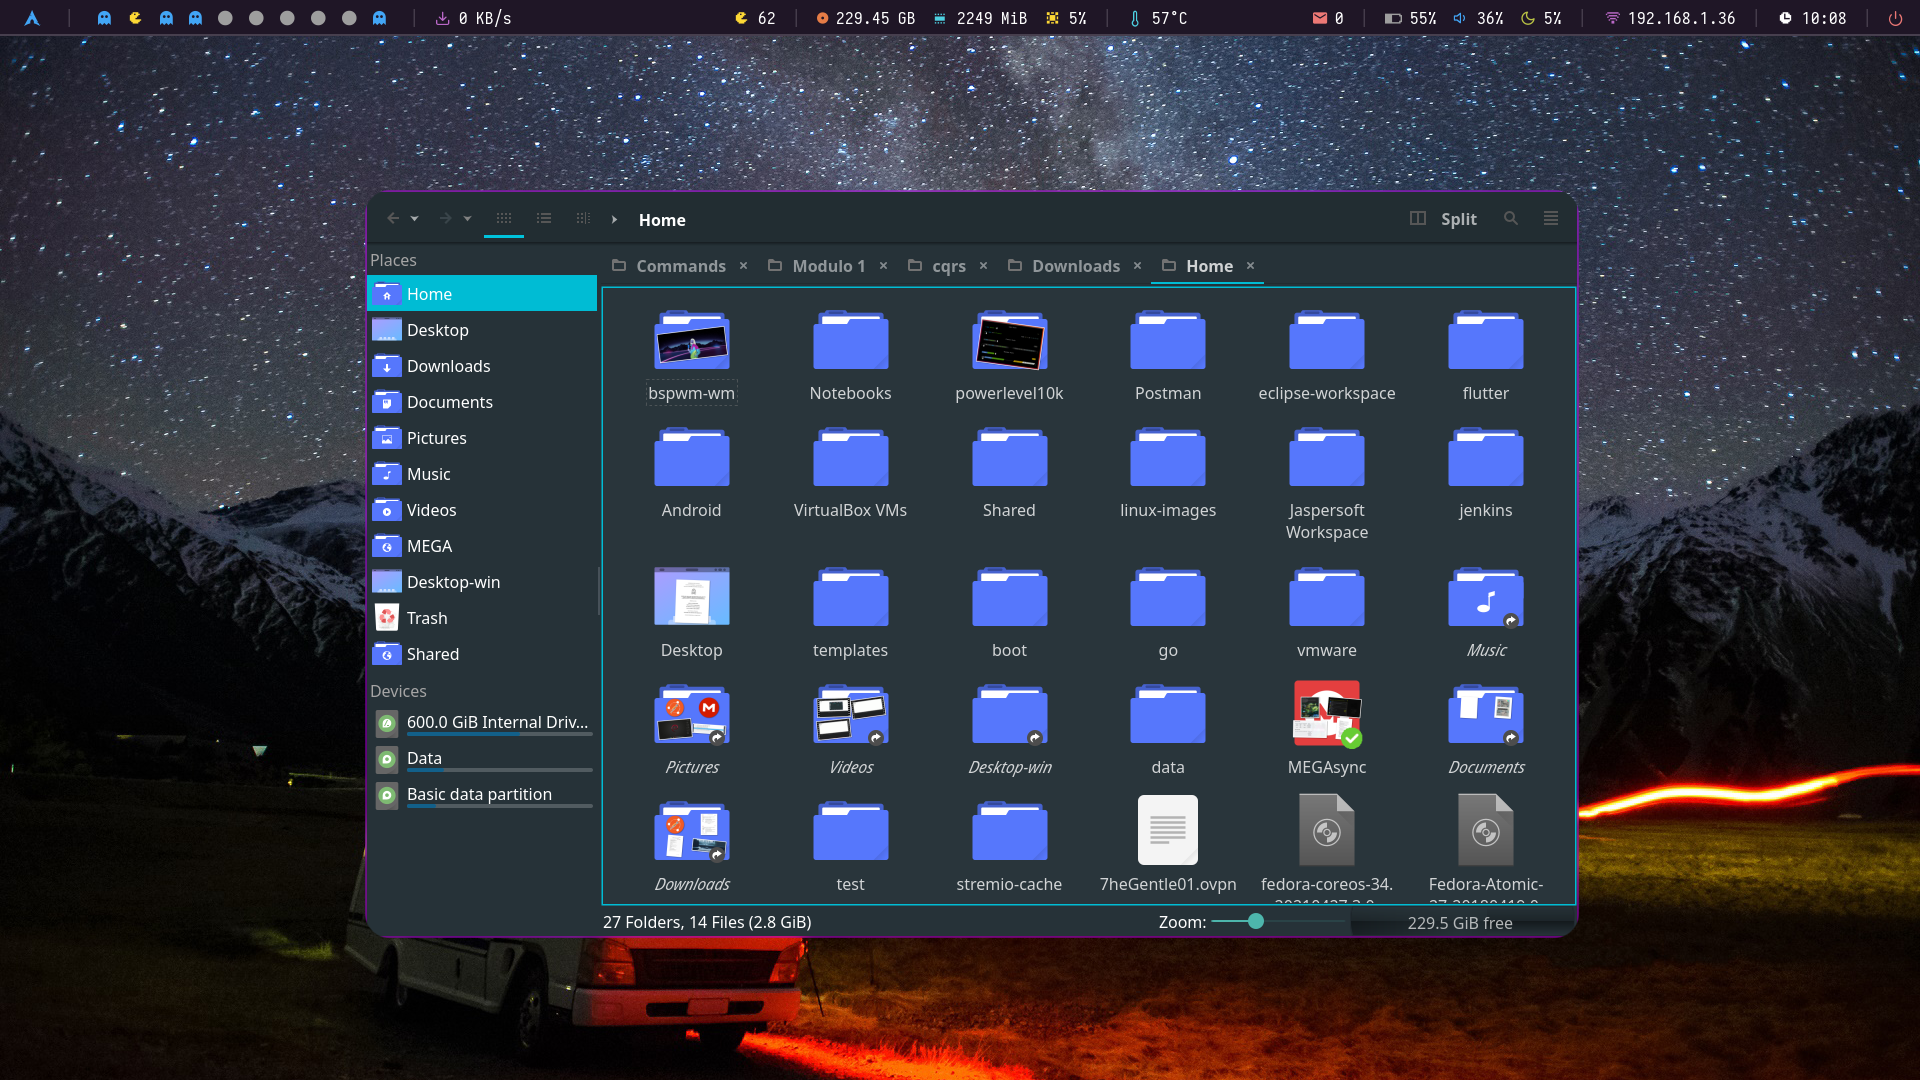 0 KB/s
62
229.45 GB
2249 MiB
5%
57°C
0
55%
36%
5%
192.168.1.36
10:08
Home
Split
Places
Home
Desktop
Downloads
Documents
Pictures
Music
Videos
MEGA
Desktop-win
Trash
Shared
Devices
600.0 GiB Internal Driv...
Data
Basic data partition
Commands
Modulo 1
cqrs
Downloads
Home
bspwm-wm
Notebooks
powerlevel10k
Postman
eclipse-workspace
flutter
Android
VirtualBox VMs
Shared
linux-images
Jaspersoft
Workspace
jenkins
Desktop
templates
boot
go
vmware
Music
Pictures
Videos
Desktop-win
data
MEGAsync
Documents
Downloads
test
stremio-cache
7heGentle01.ovpn
fedora-coreos-34.
Fedora-Atomic-
27 Folders, 14 Files (2.8 GiB)
Zoom:
229.5 GiB free